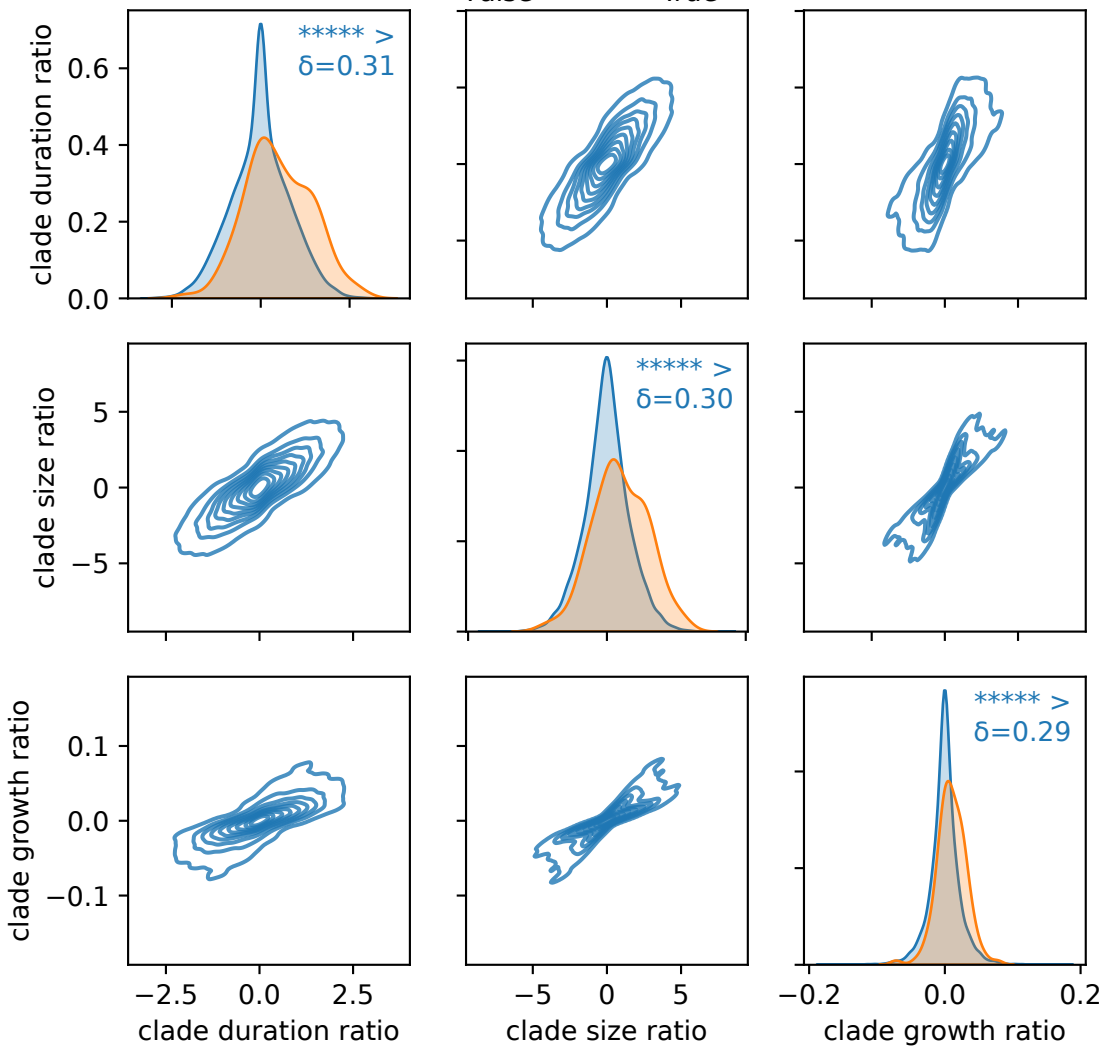 clade duration ratio
0.6
0.4
0.2
0.0
***** >
δ=0.31
clade size ratio
5
0
−5
***** >
δ=0.30
clade growth ratio
0.1
0.0
−0.1
***** >
δ=0.29
−2.5 0.0 2.5
clade duration ratio
−5 0 5
clade size ratio
−0.2 0.0 0.2
clade growth ratio